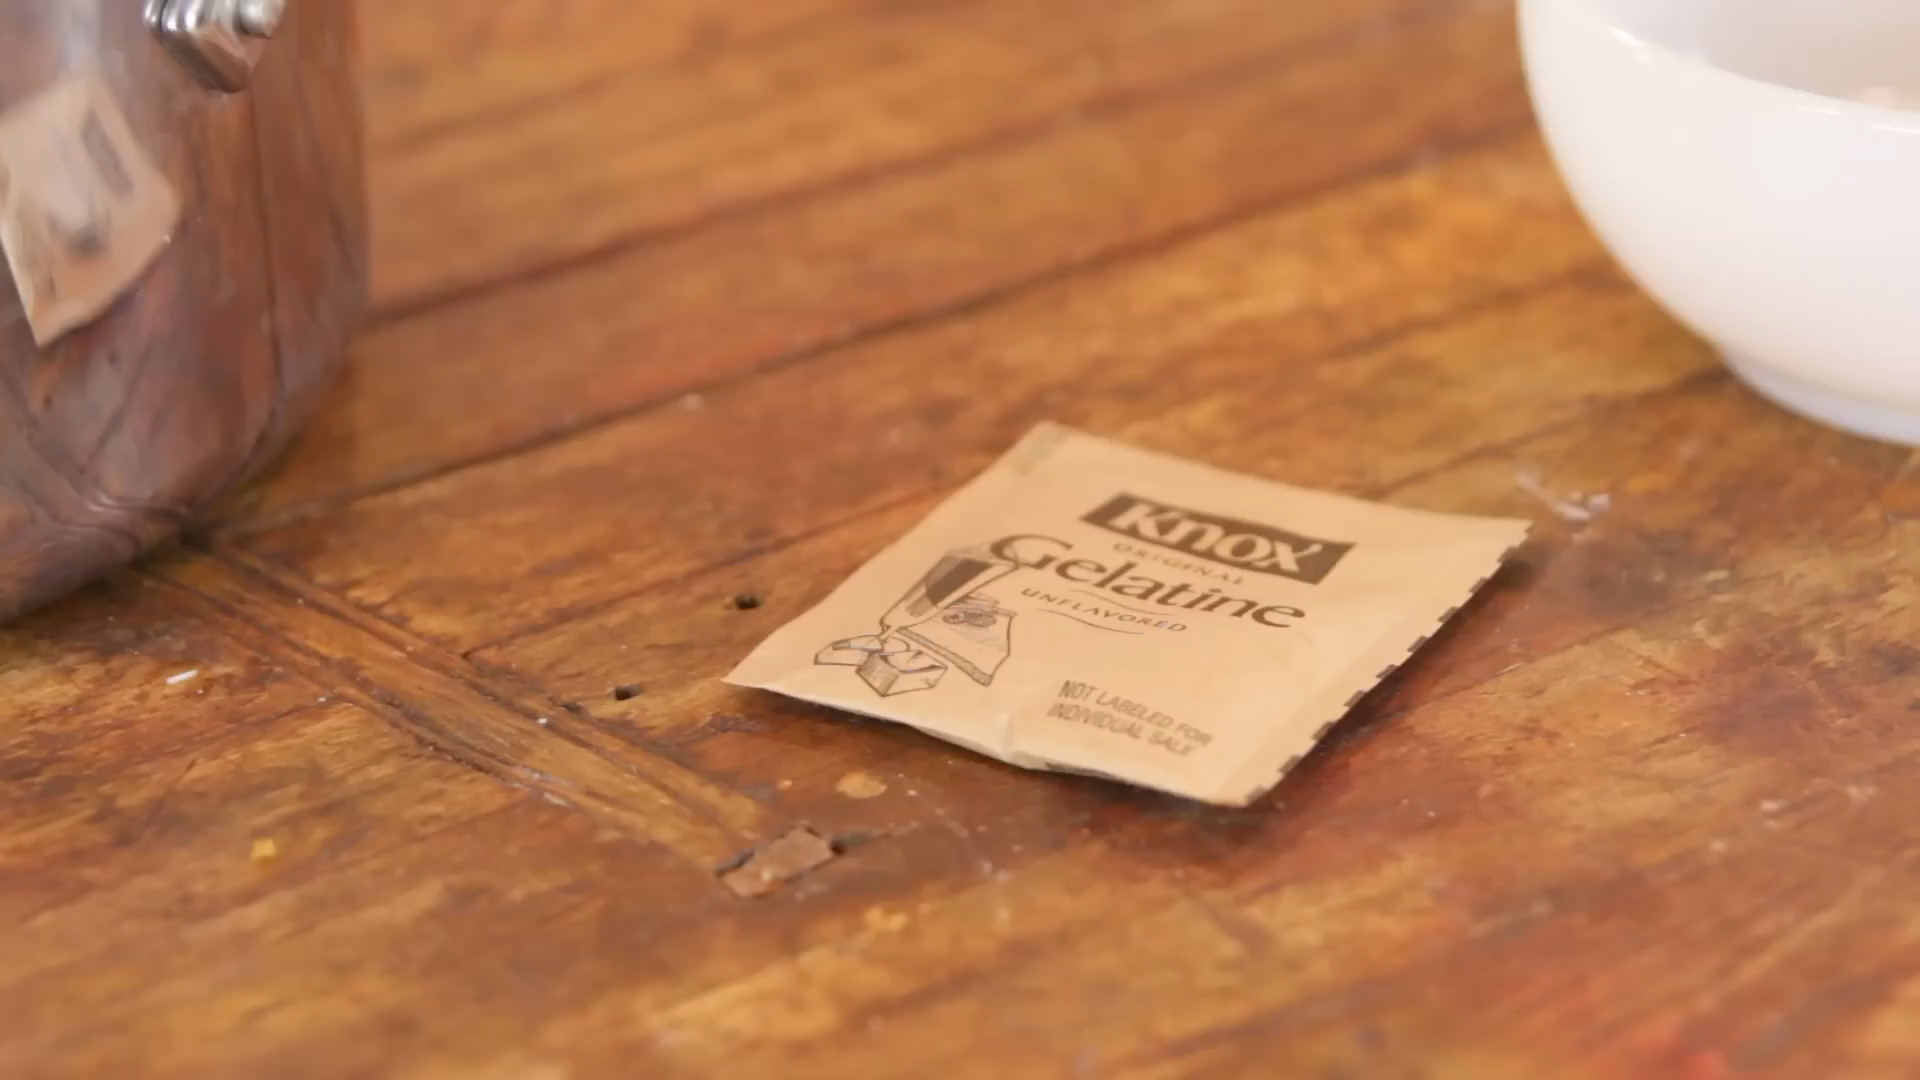 Knox
ORIGINAL
Gelatine
UNFLAVORED
NOT LABELED FOR
INDIVIDUAL SALE